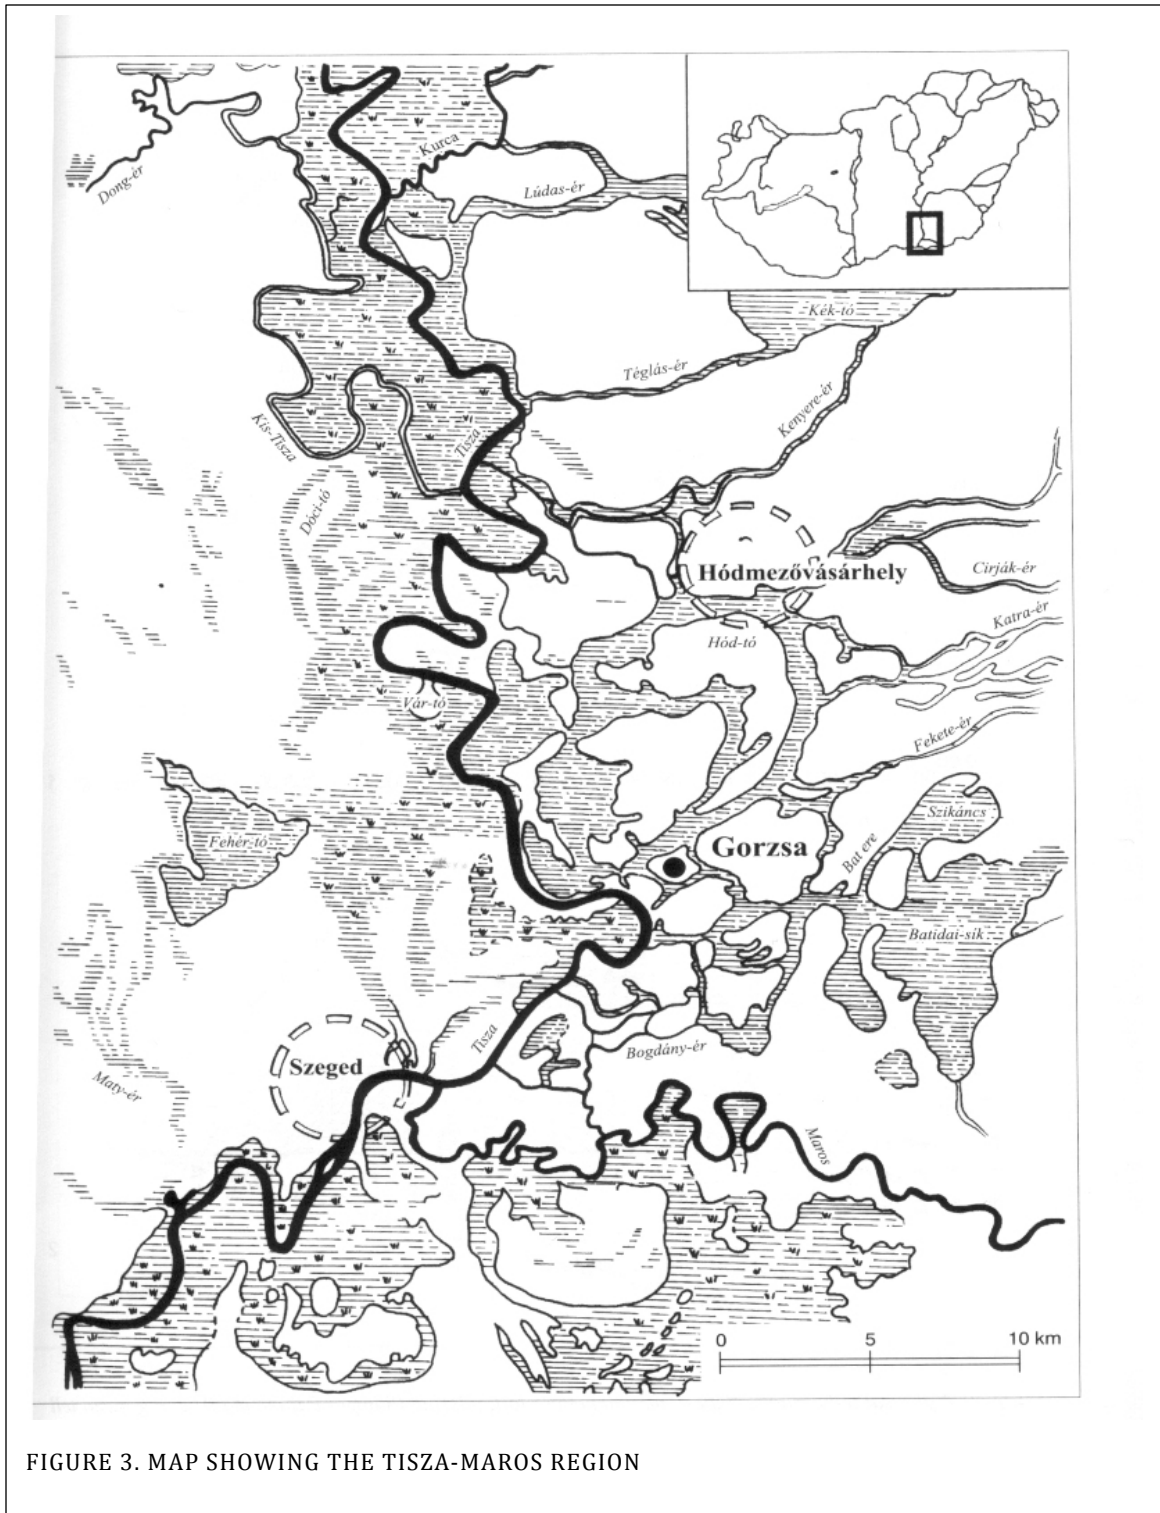 Kurca
Dong-ér
Lúdas-ér
Kék-tó
Téglás-ér
Kenyere-ér
Kis-Tisza
Tisza
Dóci-tó
Hódmezővásárhely
Cirják-ér
Katra-ér
Hód-tó
Vár-tó
Fekete-ér
Szikáncs
Fehér-tó
Gorzsa
Bat ere
Batidai-sík
Tisza
Bogdány-ér
Szeged
Maty-ér
Maros
0 5 10 km
FIGURE 3. MAP SHOWING THE TISZA-MAROS REGION